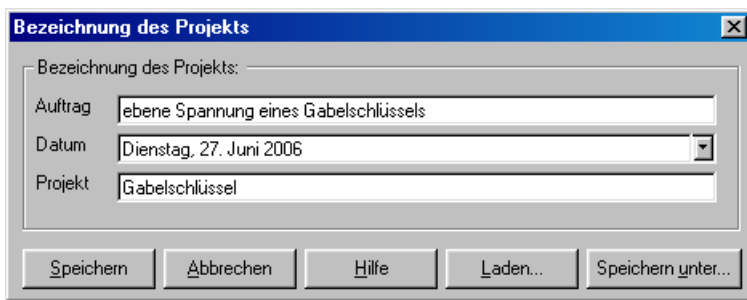 Bezeichnung des Projekts
Bezeichnung des Projekts:
Auftrag ebene Spannung eines Gabelschlüssels
Datum Dienstag, 27. Juni 2006
Projekt Gabelschlüssel
Speichern Abbrechen Hilfe Laden... Speichern unter...